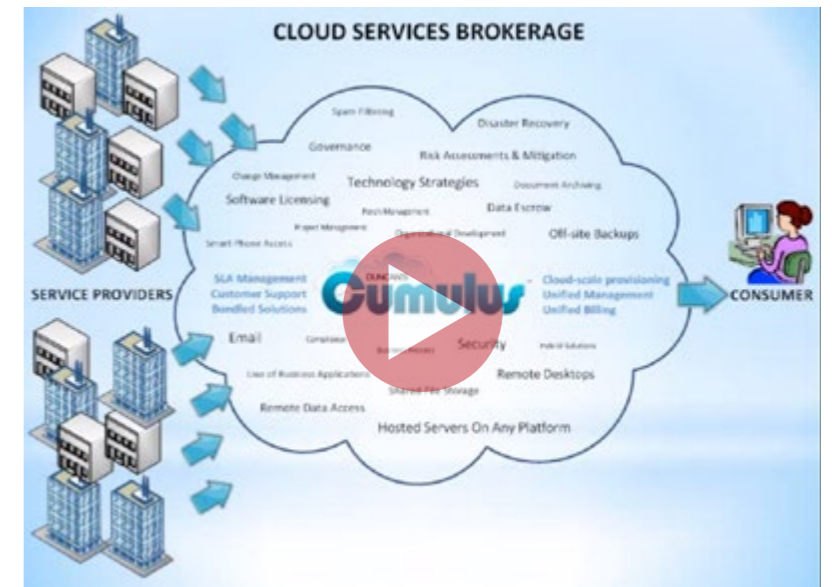 CLOUD SERVICES BROKERAGE
Spam Filtering
Disaster Recovery
Governance
Risk Assessments & Mitigation
Change Management
Technology Strategies
Document Archiving
Software Licensing
Patch Management
Data Escrow
Project Management
Organizational Development
Off-site Backups
Smart Phone Access
SLA Management
Customer Support
Bundled Solutions
Cumulus
Cloud-scale provisioning
Unified Management
Unified Billing
SERVICE PROVIDERS
CONSUMER
Email
Compliance
Business Process
Security
Hybrid Solutions
Line of Business Applications
Remote Desktops
Shared File Storage
Remote Data Access
Hosted Servers On Any Platform